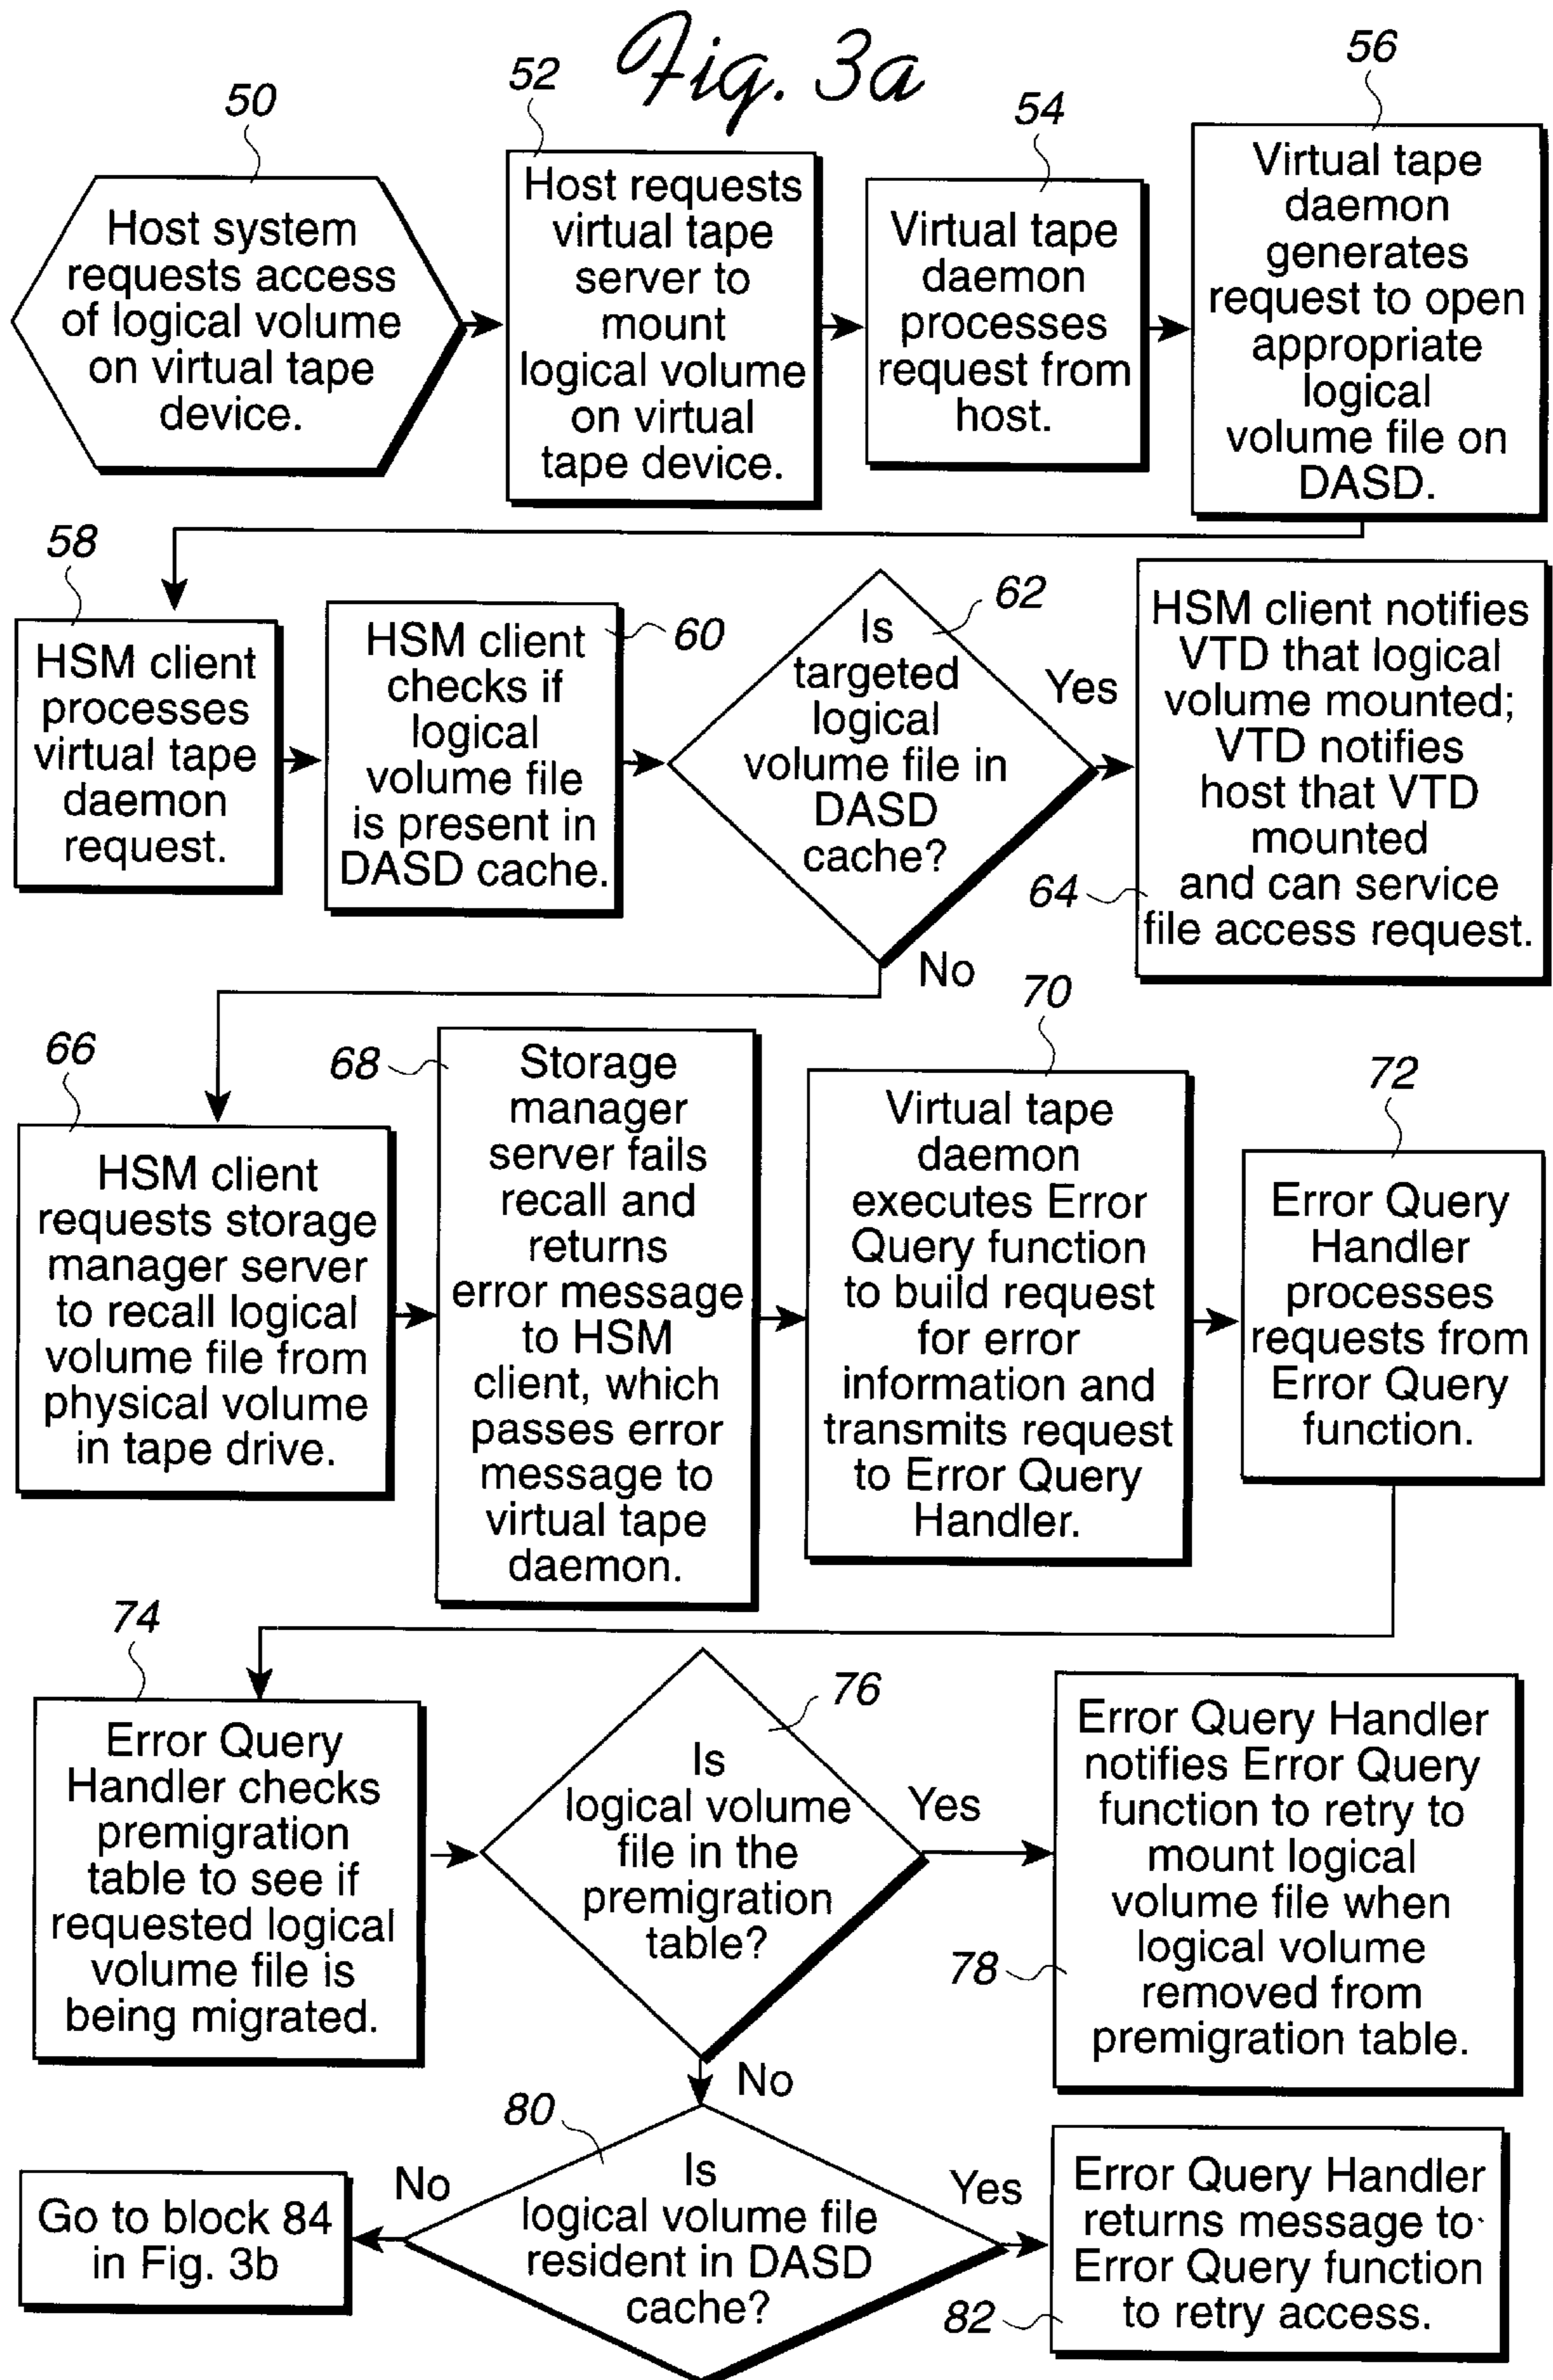 Fig. 3a
50
Host system
requests access
of logical volume
on virtual tape
device.
52
Host requests
virtual tape
server to
mount
logical volume
on virtual
tape device.
54
Virtual tape
daemon
processes
request from
host.
56
Virtual tape
daemon
generates
request to open
appropriate
logical
volume file on
DASD.
58
HSM client
processes
virtual tape
daemon
request.
60
HSM client
checks if
logical
volume file
is present in
DASD cache.
62
Is
targeted
logical
volume file in
DASD
cache?
Yes
No
64
HSM client notifies
VTD that logical
volume mounted;
VTD notifies
host that VTD
mounted
and can service
file access request.
66
HSM client
requests storage
manager server
to recall logical
volume file from
physical volume
in tape drive.
68
Storage
manager
server fails
recall and
returns
error message
to HSM
client, which
passes error
message to
virtual tape
daemon.
70
Virtual tape
daemon
executes Error
Query function
to build request
for error
information and
transmits request
to Error Query
Handler.
72
Error Query
Handler
processes
requests from
Error Query
function.
74
Error Query
Handler checks
premigration
table to see if
requested logical
volume file is
being migrated.
76
Is
logical volume
file in the
premigration
table?
Yes
No
78
Error Query Handler
notifies Error Query
function to retry to
mount logical
volume file when
logical volume
removed from
premigration table.
80
Is
logical volume file
resident in DASD
cache?
No
Yes
Go to block 84
in Fig. 3b
82
Error Query Handler
returns message to
Error Query function
to retry access.